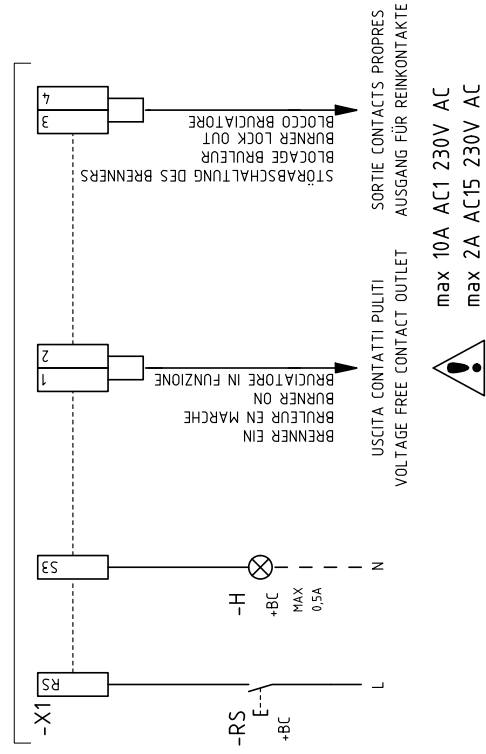 -X1
RS
S3
1 2
3 4
-RS
+BC
-H
+BC
MAX
0,5A
L
N
BRENNER EIN
BRULEUR EN MARCHE
BURNER ON
BRUCIATORE IN FUNZIONE
STÖRABSCHALTUNG DES BRENNERS
BLOCAGE BRULEUR
BURNER LOCK OUT
BLOCCO BRUCIATORE
USCITA CONTATTI PULITI
VOLTAGE FREE CONTACT OUTLET
SORTIE CONTACTS PROPRES
AUSGANG FÜR REINKONTAKTE
max 10A AC1 230V AC
max 2A AC15 230V AC